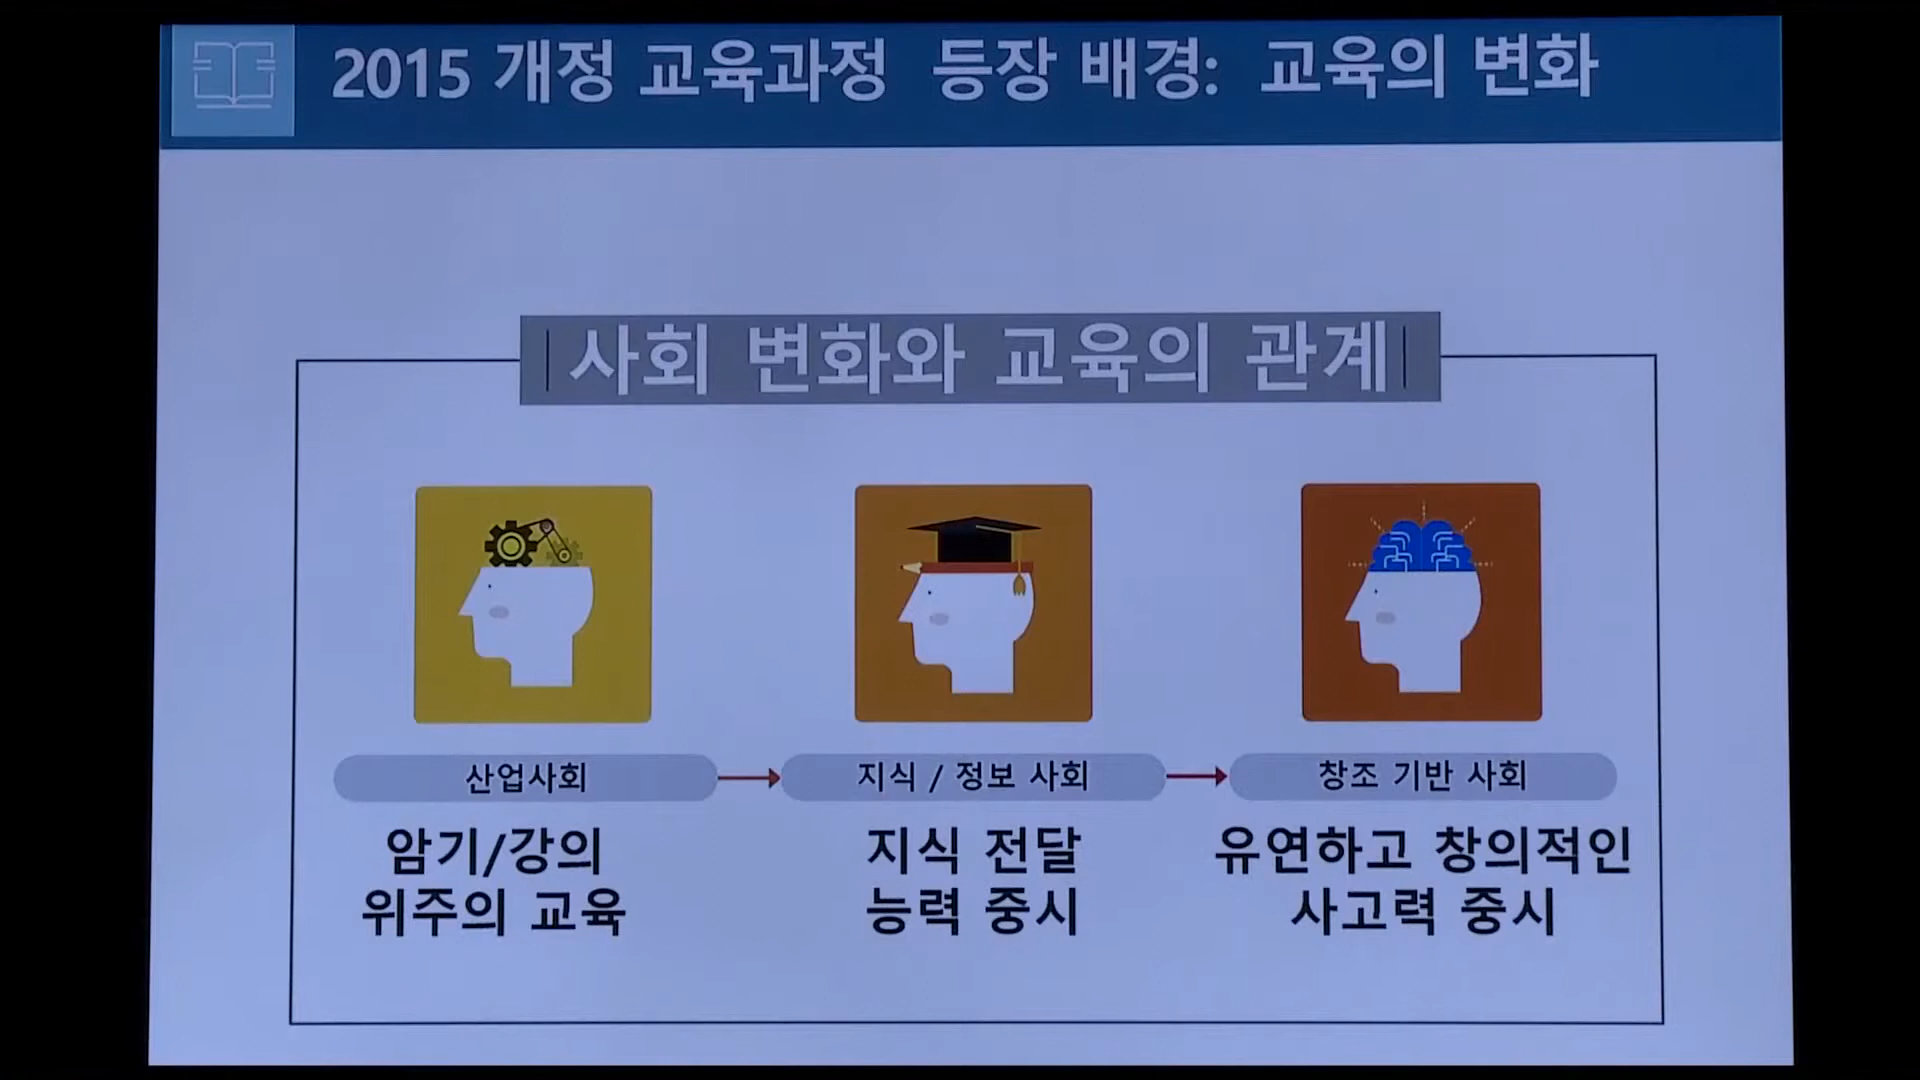 2015 개정 교육과정 등장 배경: 교육의 변화
사회 변화와 교육의 관계
산업사회
지식 / 정보 사회
창조 기반 사회
암기/강의
위주의 교육
지식 전달
능력 중시
유연하고 창의적인
사고력 중시